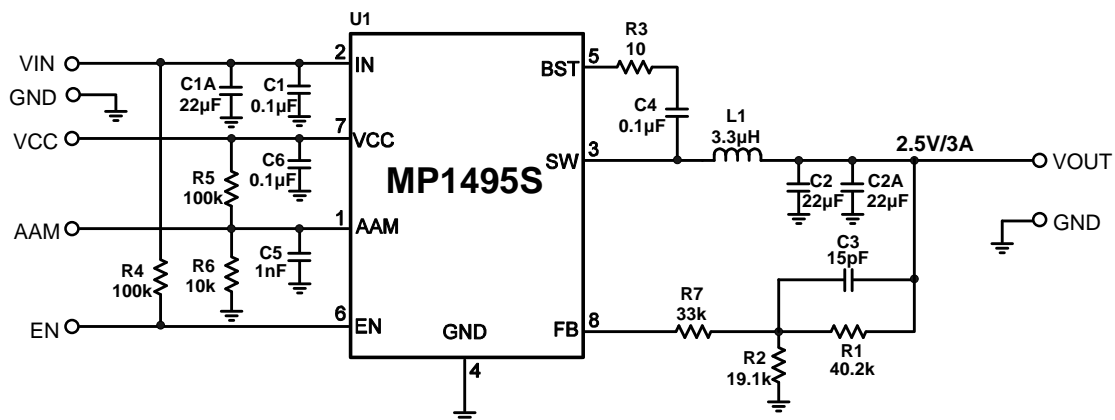 U1
VIN
GND
VCC
AAM
EN
2
IN
7
VCC
1
AAM
6
EN
C1A
22µF
C1
0.1µF
C6
0.1µF
R5
100k
R4
100k
R6
10k
C5
1nF
MP1495S
GND
4
BST
5
SW
3
FB
8
R3
10
C4
0.1µF
L1
3.3µH
2.5V/3A
C2
22µF
C2A
22µF
VOUT
GND
C3
15pF
R7
33k
R2
19.1k
R1
40.2k